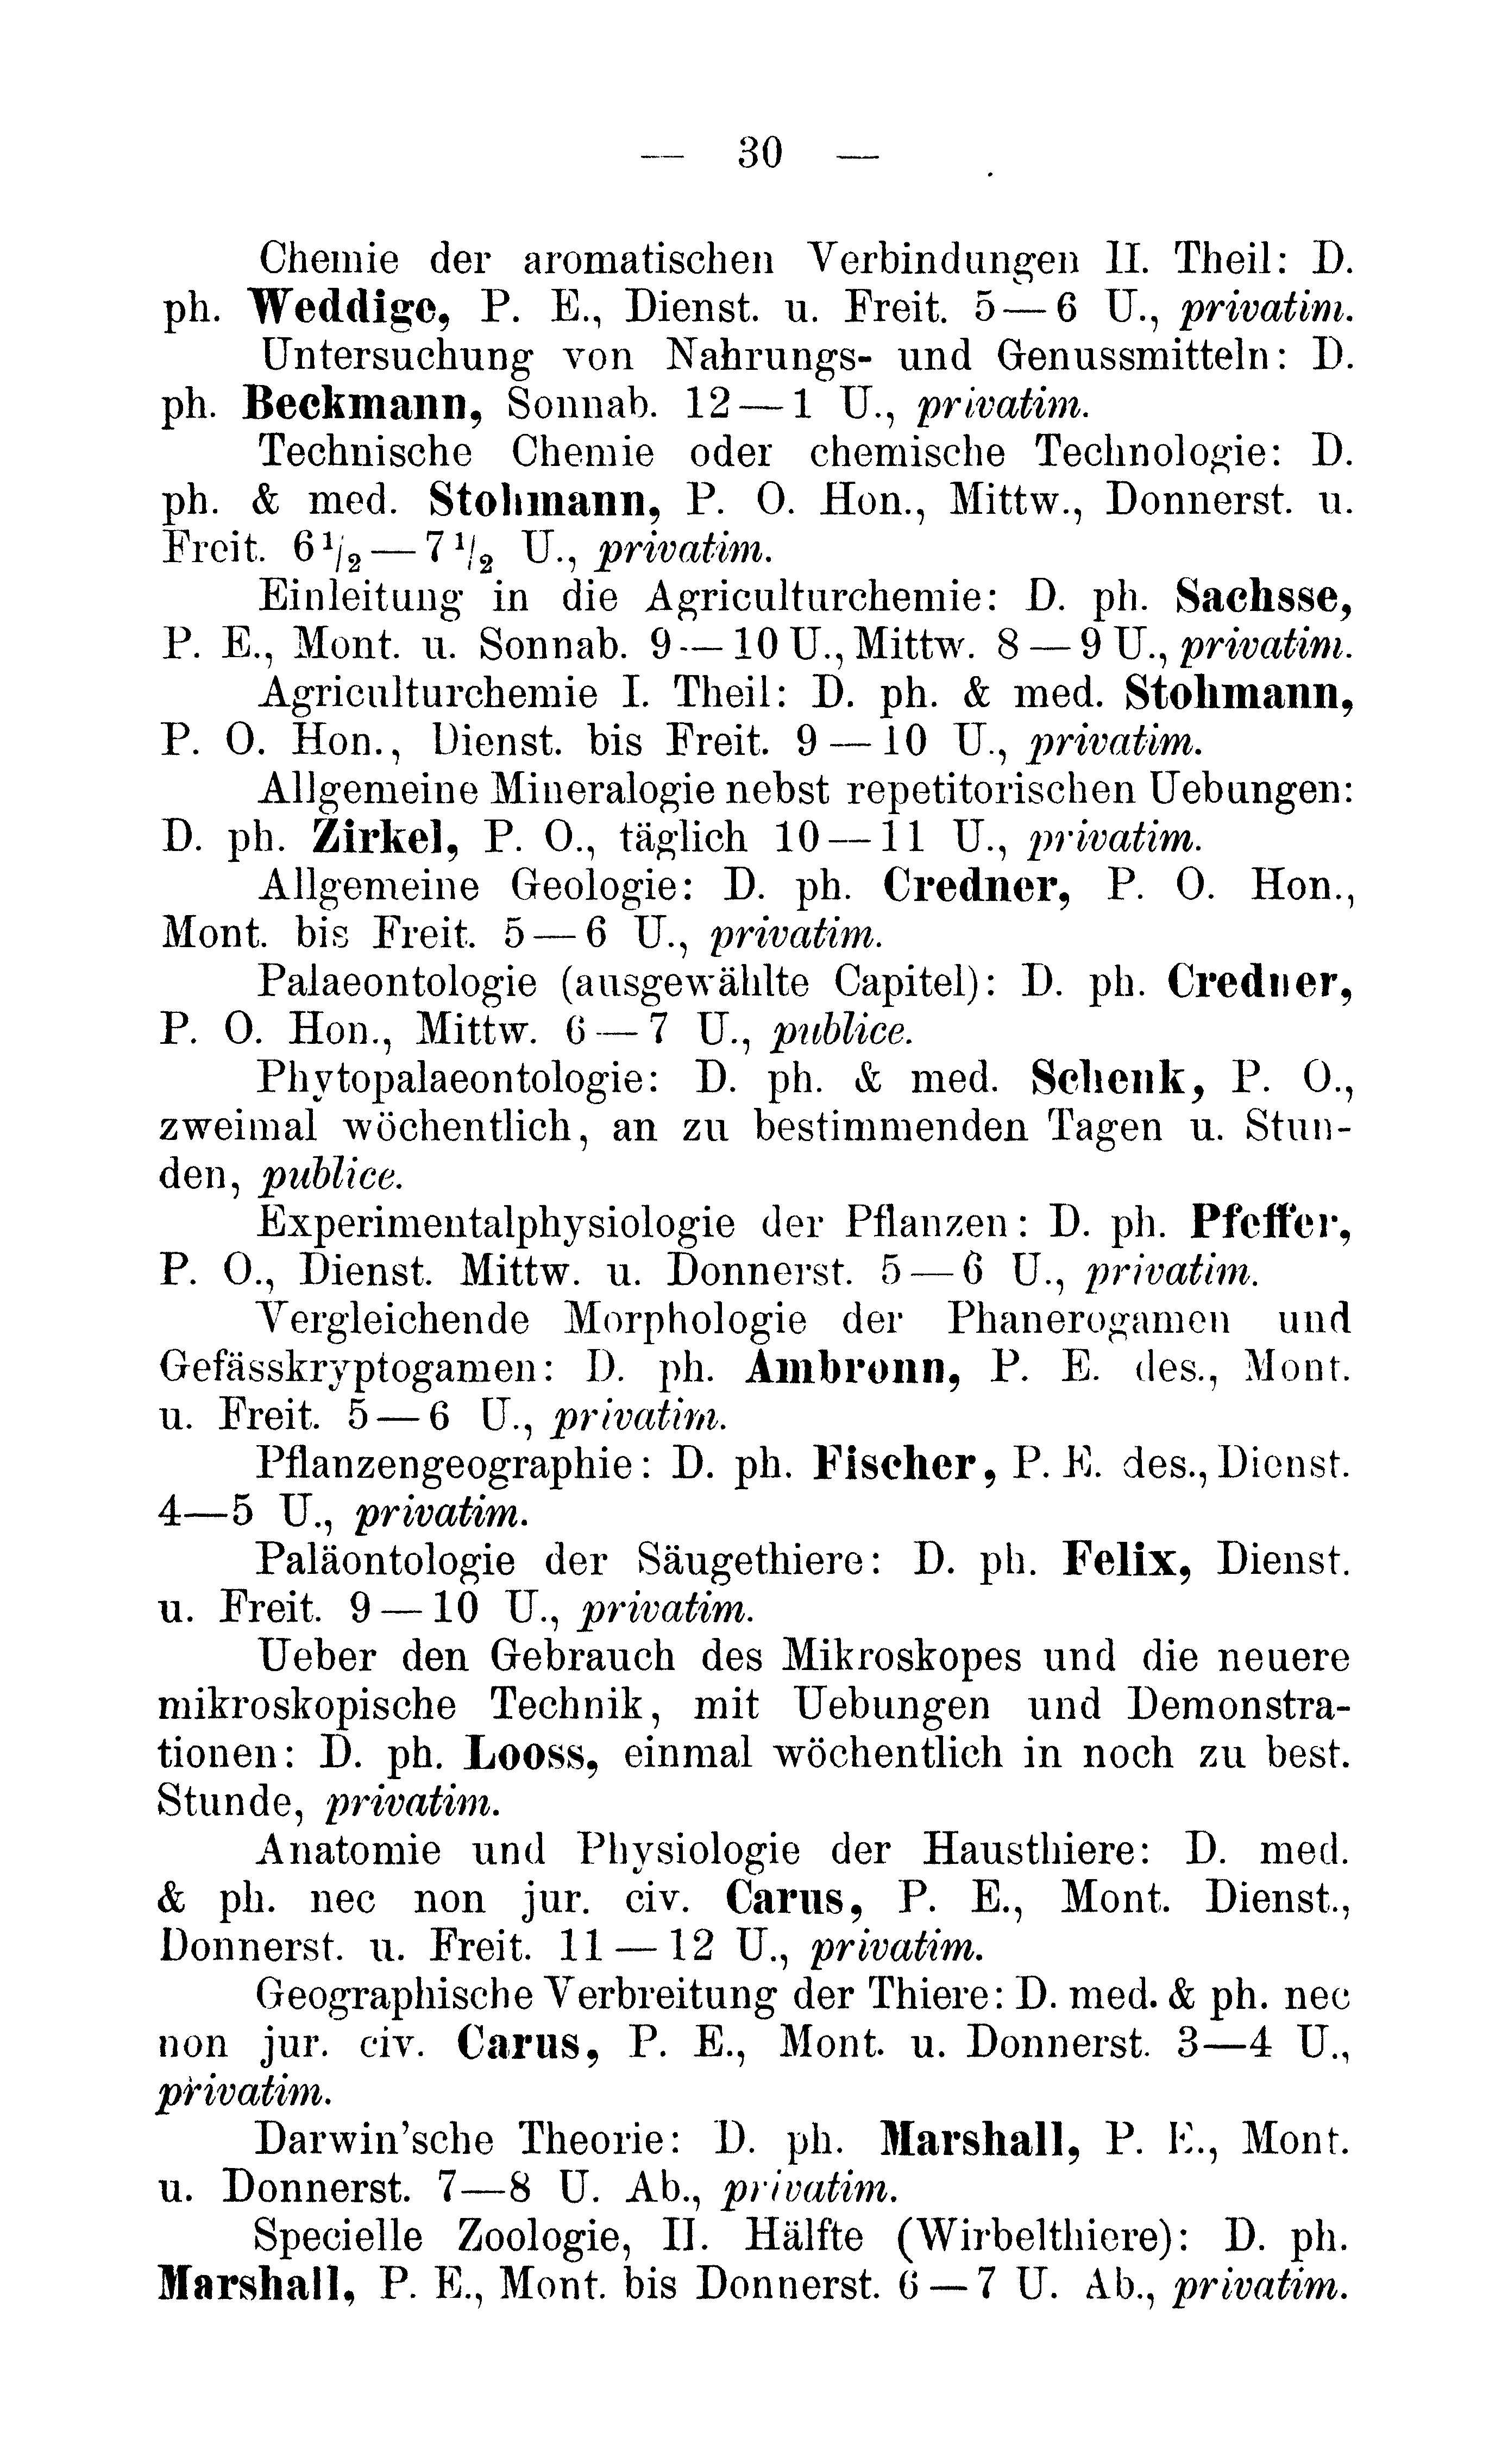 — 30 —
Chemie der aromatischen Verbindungen II. Theil: D.
ph. Weddige, P. E., Dienst. u. Freit. 5—6 U., privatim.
Untersuchung von Nahrungs- und Genussmitteln: D.
ph. Beckmann, Sonnab. 12—1 U., privatim.
Technische Chemie oder chemische Technologie: D.
ph. & med. Stohmann, P. O. Hon., Mittw., Donnerst. u.
Freit. 6½—7½ U., privatim.
Einleitung in die Agriculturchemie: D. ph. Sachsse,
P. E., Mont. u. Sonnab. 9—10 U., Mittw. 8—9 U., privatim.
Agriculturchemie I. Theil: D. ph. & med. Stohmann,
P. O. Hon., Dienst. bis Freit. 9—10 U., privatim.
Allgemeine Mineralogie nebst repetitorischen Uebungen:
D. ph. Zirkel, P. O., täglich 10—11 U., privatim.
Allgemeine Geologie: D. ph. Credner, P. O. Hon.,
Mont. bis Freit. 5—6 U., privatim.
Palaeontologie (ausgewählte Capitel): D. ph. Credner,
P. O. Hon., Mittw. 6—7 U., publice.
Phytopalaeontologie: D. ph. & med. Schenk, P. O.,
zweimal wöchentlich, an zu bestimmenden Tagen u. Stun-
den, publice.
Experimentalphysiologie der Pflanzen: D. ph. Pfeffer,
P. O., Dienst. Mittw. u. Donnerst. 5—6 U., privatim.
Vergleichende Morphologie der Phanerogamen und
Gefässkryptogamen: D. ph. Ambronn, P. E. des., Mont.
u. Freit. 5—6 U., privatim.
Pflanzengeographie: D. ph. Fischer, P. E. des., Dienst.
4—5 U., privatim.
Paläontologie der Säugethiere: D. ph. Felix, Dienst.
u. Freit. 9—10 U., privatim.
Ueber den Gebrauch des Mikroskopes und die neuere
mikroskopische Technik, mit Uebungen und Demonstra-
tionen: D. ph. Looss, einmal wöchentlich in noch zu best.
Stunde, privatim.
Anatomie und Physiologie der Hausthiere: D. med.
& ph. nec non jur. civ. Carus, P. E., Mont. Dienst.,
Donnerst. u. Freit. 11—12 U., privatim.
Geographische Verbreitung der Thiere: D. med. & ph. nec
non jur. civ. Carus, P. E., Mont. u. Donnerst. 3—4 U.,
privatim.
Darwin'sche Theorie: D. ph. Marshall, P. E., Mont.
u. Donnerst. 7—8 U. Ab., privatim.
Specielle Zoologie, II. Hälfte (Wirbelthiere): D. ph.
Marshall, P. E., Mont. bis Donnerst. 6—7 U. Ab., privatim.